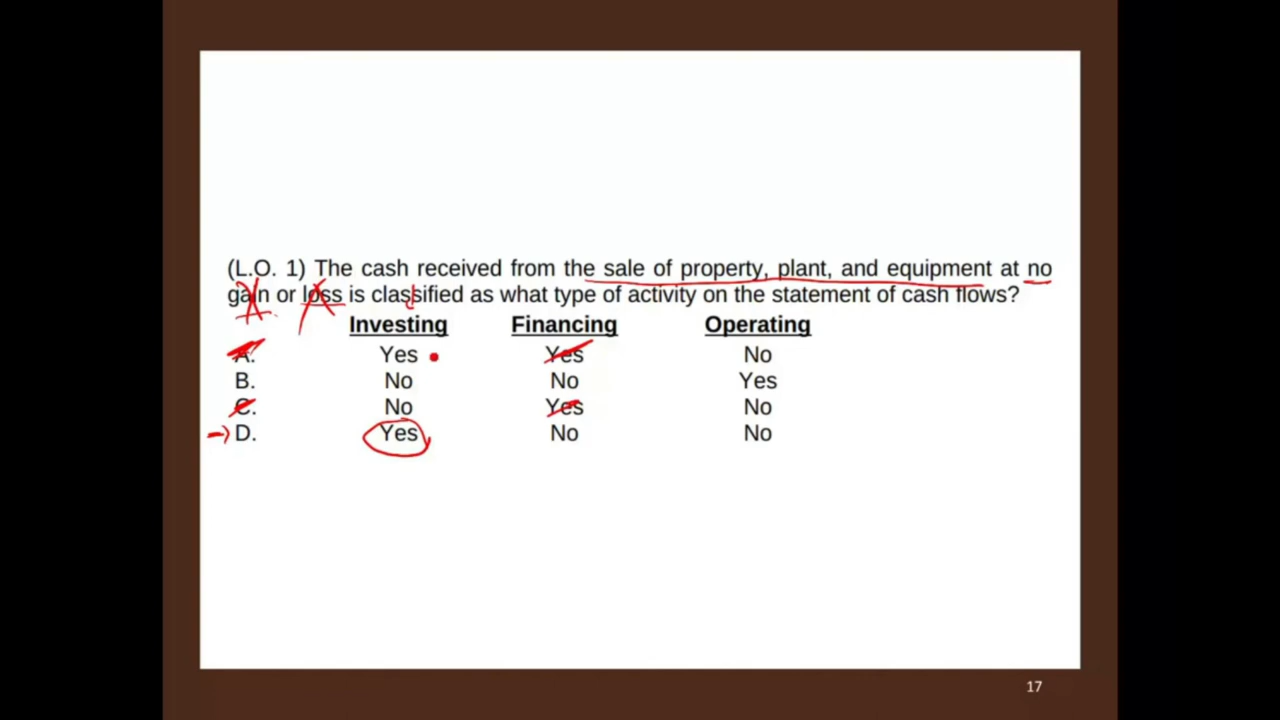 (L.O. 1) The cash received from the sale of property, plant, and equipment at no
gain or loss is classified as what type of activity on the statement of cash flows?
Investing Financing Operating
A. Yes Yes No
B. No No Yes
C. No Yes No
D. Yes No No
17